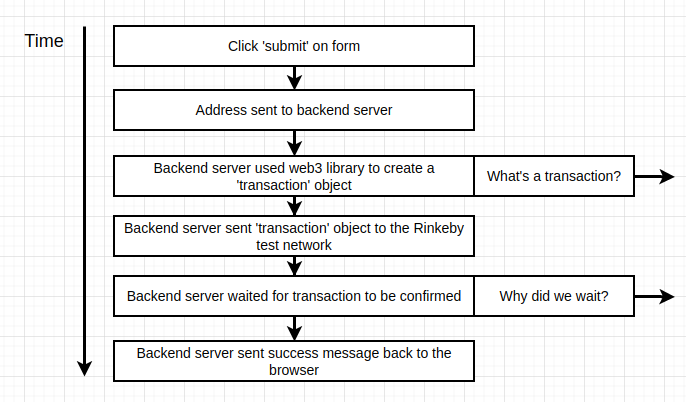 Time
Click 'submit' on form
Address sent to backend server
Backend server used web3 library to create a
'transaction' object
What's a transaction?
Backend server sent 'transaction' object to the Rinkeby
test network
Backend server waited for transaction to be confirmed
Why did we wait?
Backend server sent success message back to the
browser